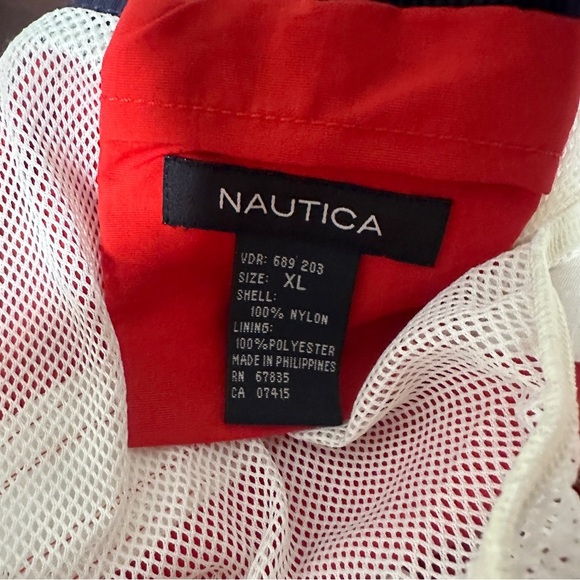 NAUTICA
VDR: 689 203
SIZE: XL
SHELL:
100% NYLON
LINING:
100%POLYESTER
MADE IN PHILIPPINES
RN 67835
CA 07415